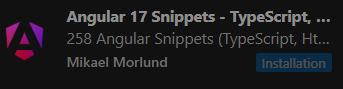 Angular 17 Snippets - TypeScript, ...
258 Angular Snippets (TypeScript, Ht...
Mikael Morlund
Installation